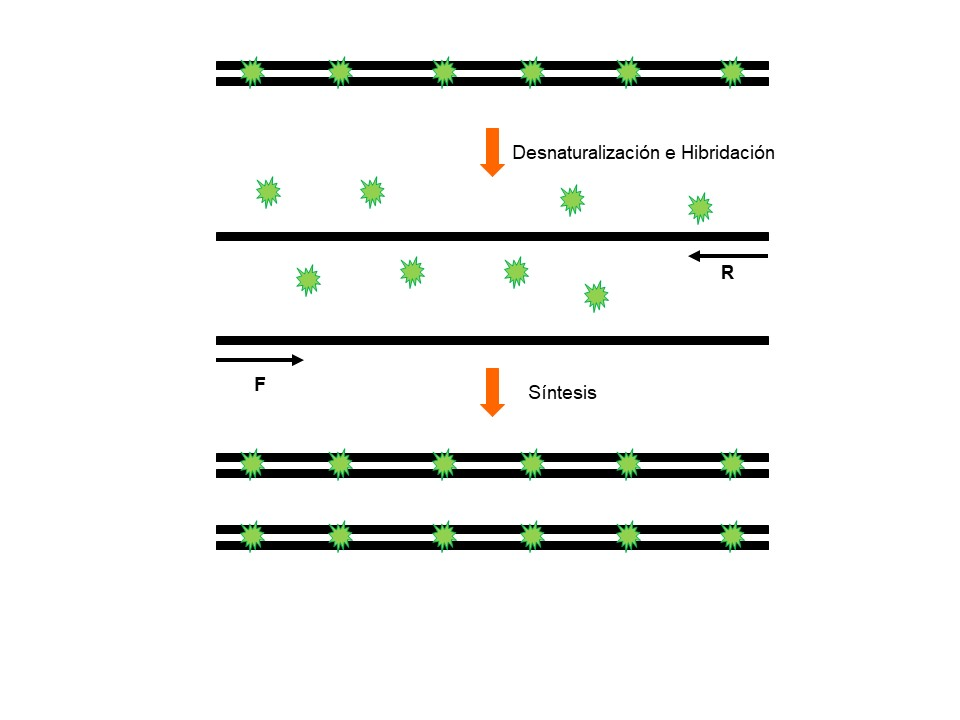 Desnaturalización e Hibridación
R
F
Síntesis